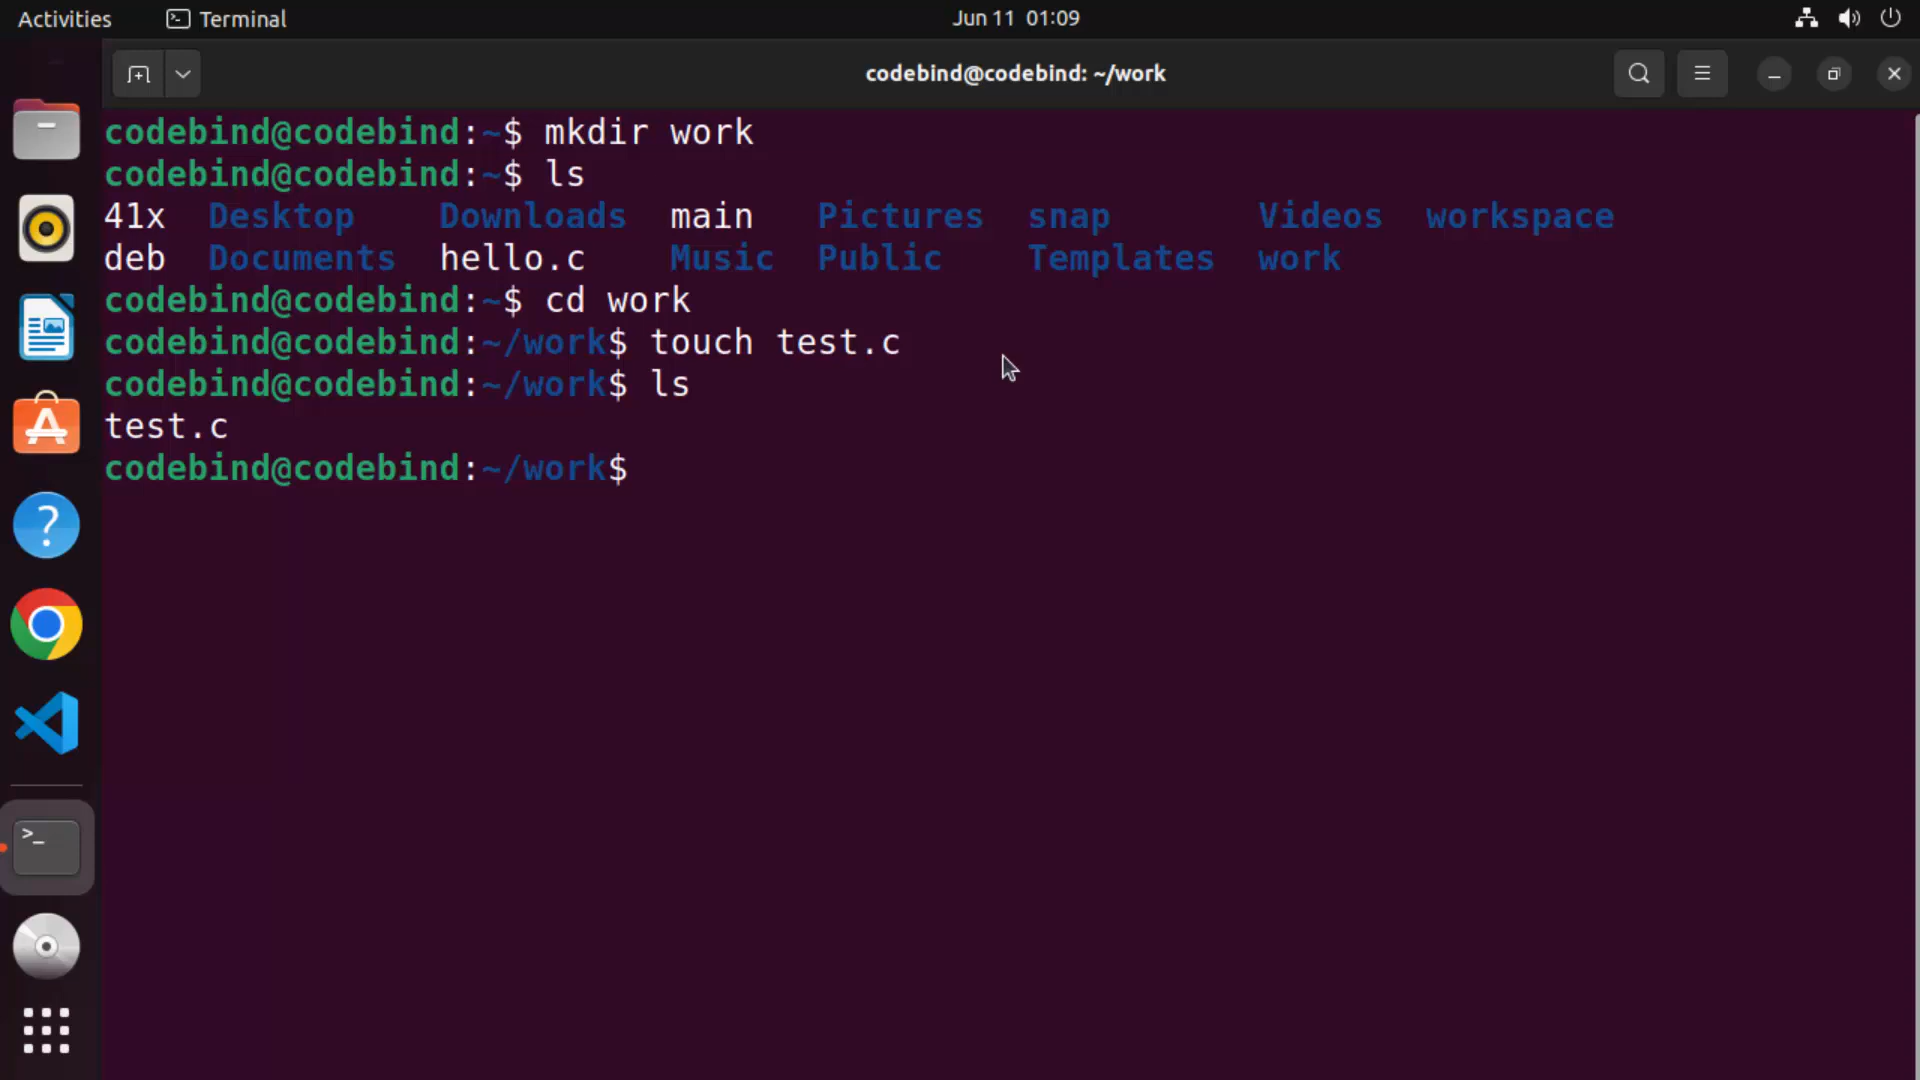 Activities Terminal Jun 11 01:09
codebind@codebind: ~/work
codebind@codebind:~$ mkdir work
codebind@codebind:~$ ls
41x Desktop Downloads main Pictures snap Videos workspace
deb Documents hello.c Music Public Templates work
codebind@codebind:~$ cd work
codebind@codebind:~/work$ touch test.c
codebind@codebind:~/work$ ls
test.c
codebind@codebind:~/work$